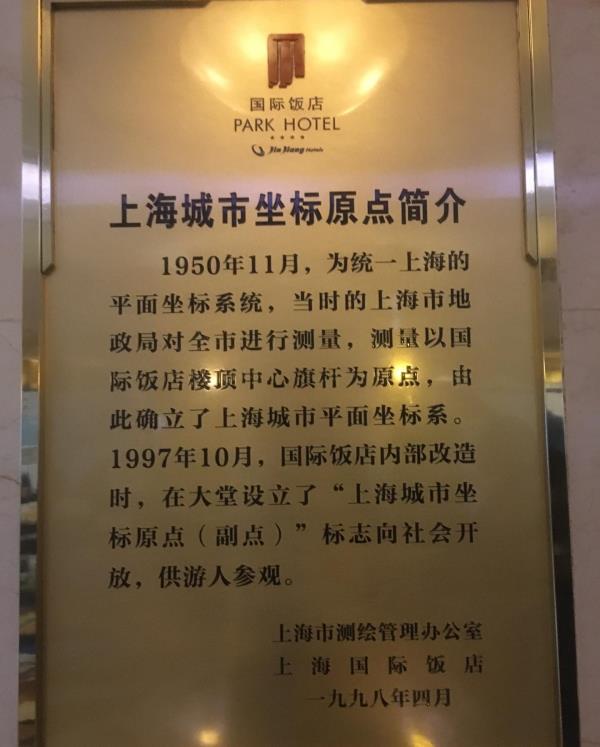 国际饭店
PARK HOTEL
Jin Jiang Hotels
上海城市坐标原点简介
1950年11月，为统一上海的
平面坐标系统，当时的上海市地
政局对全市进行测量，测量以国
际饭店楼顶中心旗杆为原点，由
此确立了上海城市平面坐标系。
1997年10月，国际饭店内部改造
时，在大堂设立了“上海城市坐
标原点（副点）”标志向社会开
放，供游人参观。
上海市测绘管理办公室
上海国际饭店
一九九八年四月